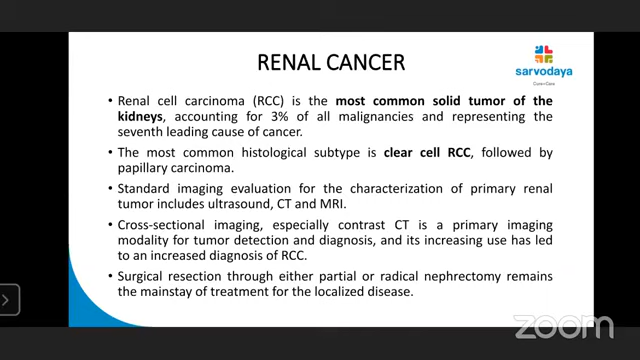 RENAL CANCER
sarvodaya
• Renal cell carcinoma (RCC) is the most common solid tumor of the
kidneys, accounting for 3% of all malignancies and representing the
seventh leading cause of cancer.
• The most common histological subtype is clear cell RCC, followed by
papillary carcinoma.
• Standard imaging evaluation for the characterization of primary renal
tumor includes ultrasound, CT and MRI.
• Cross-sectional imaging, especially contrast CT is a primary imaging
modality for tumor detection and diagnosis, and its increasing use has led
to an increased diagnosis of RCC.
• Surgical resection through either partial or radical nephrectomy remains
the mainstay of treatment for the localized disease.
zoom